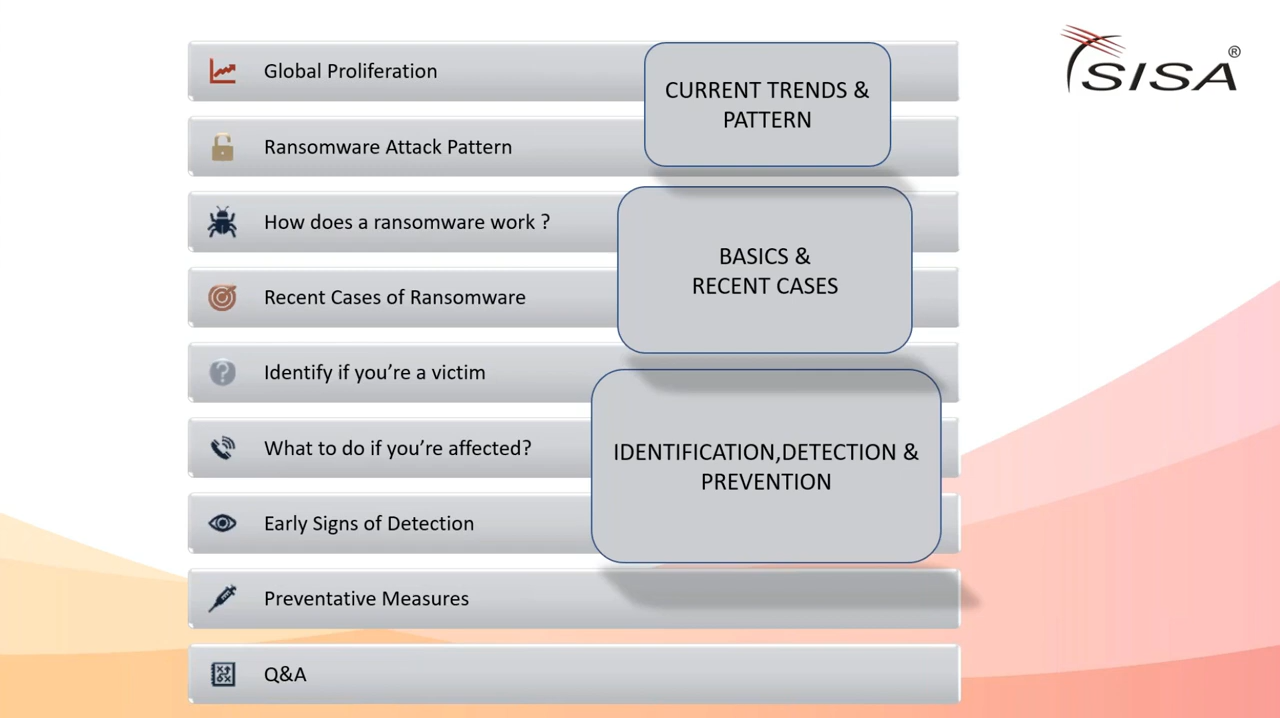 SISA®
Global Proliferation
CURRENT TRENDS &
PATTERN
Ransomware Attack Pattern
How does a ransomware work ?
BASICS &
RECENT CASES
Recent Cases of Ransomware
Identify if you’re a victim
What to do if you’re affected?
IDENTIFICATION,DETECTION &
PREVENTION
Early Signs of Detection
Preventative Measures
Q&A